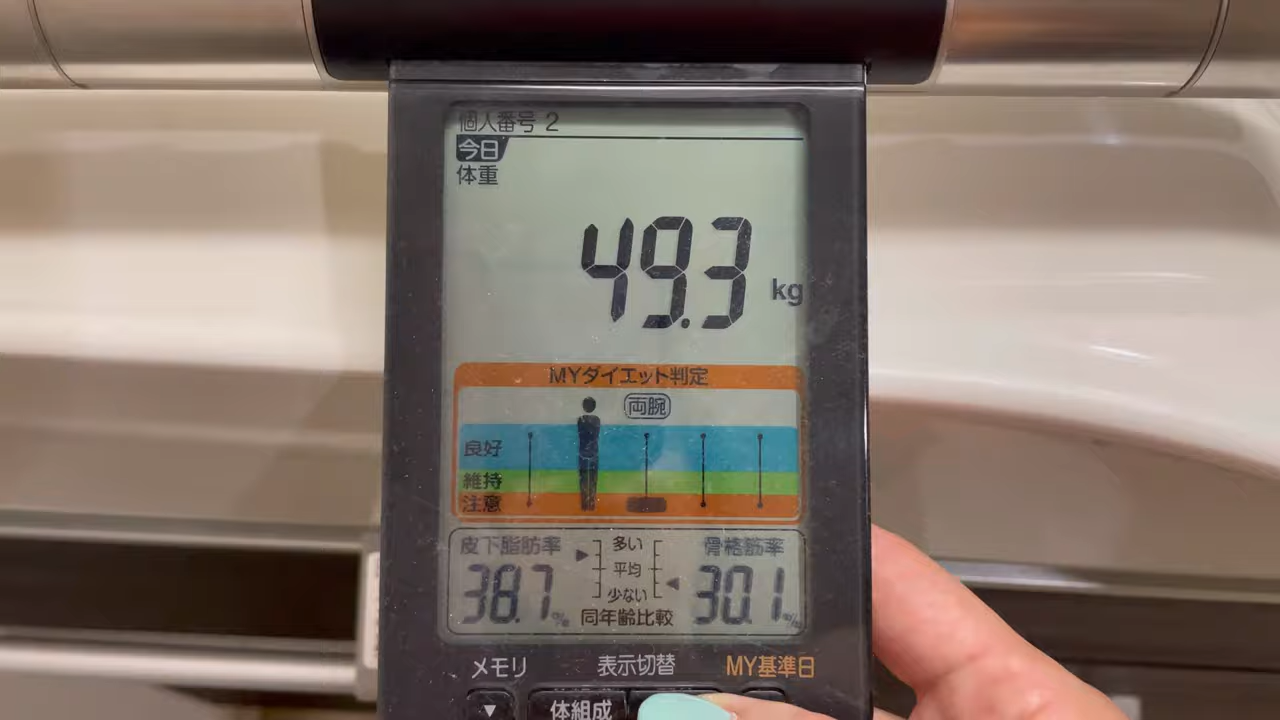 個人番号 2
今日
体重
49.3 kg
MYダイエット判定
両腕
良好
維持
注意
皮下脂肪率 多い 骨格筋率
38.7% 平均 30.1%
少ない
同年齢比較
メモリ 表示切替 MY基準日
▼ 体組成